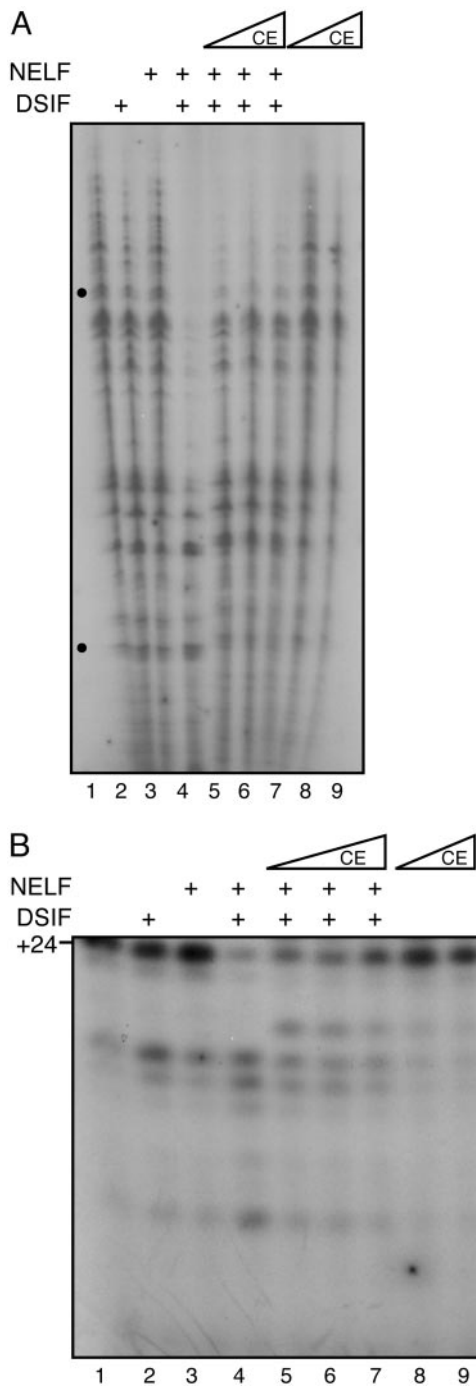 A
CE CE
NELF + + + + +
DSIF + + + + +
1 2 3 4 5 6 7 8 9
B
CE CE
NELF + + + + +
DSIF + + + + +
+24
1 2 3 4 5 6 7 8 9